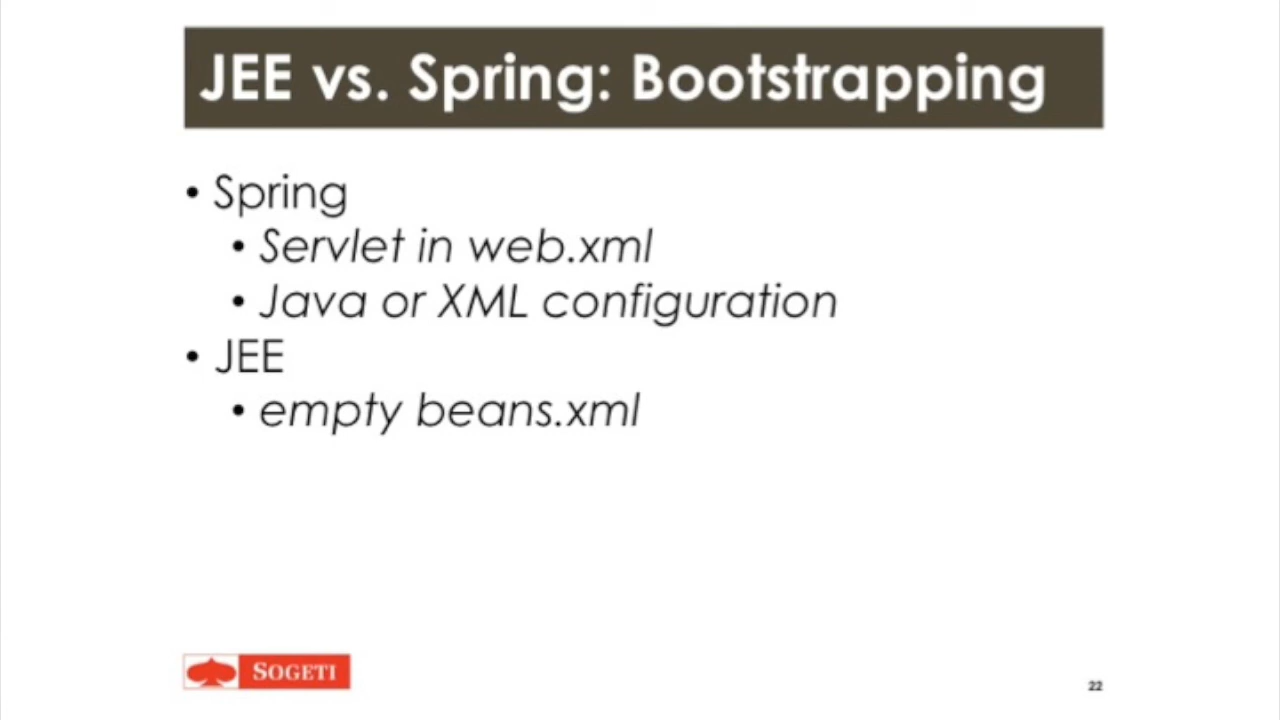 JEE vs. Spring: Bootstrapping
• Spring
• Servlet in web.xml
• Java or XML configuration
• JEE
• empty beans.xml
SOGETI
22